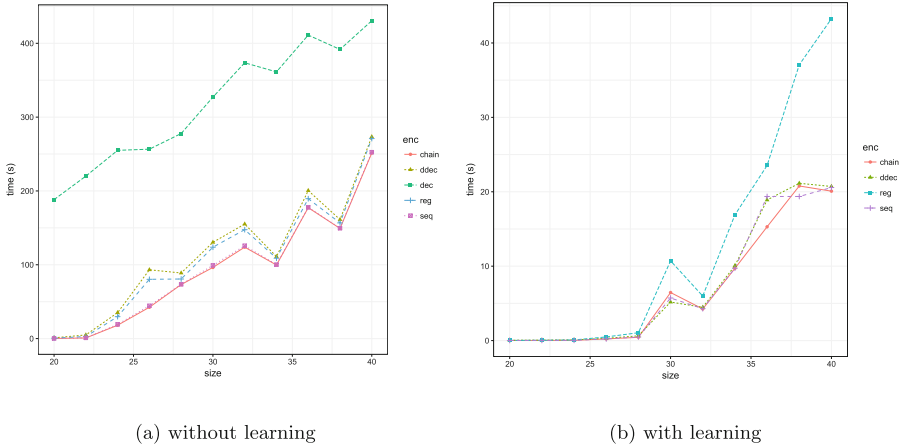 400
300
200
100
0
time (s)
20
25
30
35
40
size
enc
chain
ddec
dec
reg
seq
(a) without learning
40
30
20
10
0
time (s)
20
25
30
35
40
size
enc
chain
ddec
reg
seq
(b) with learning